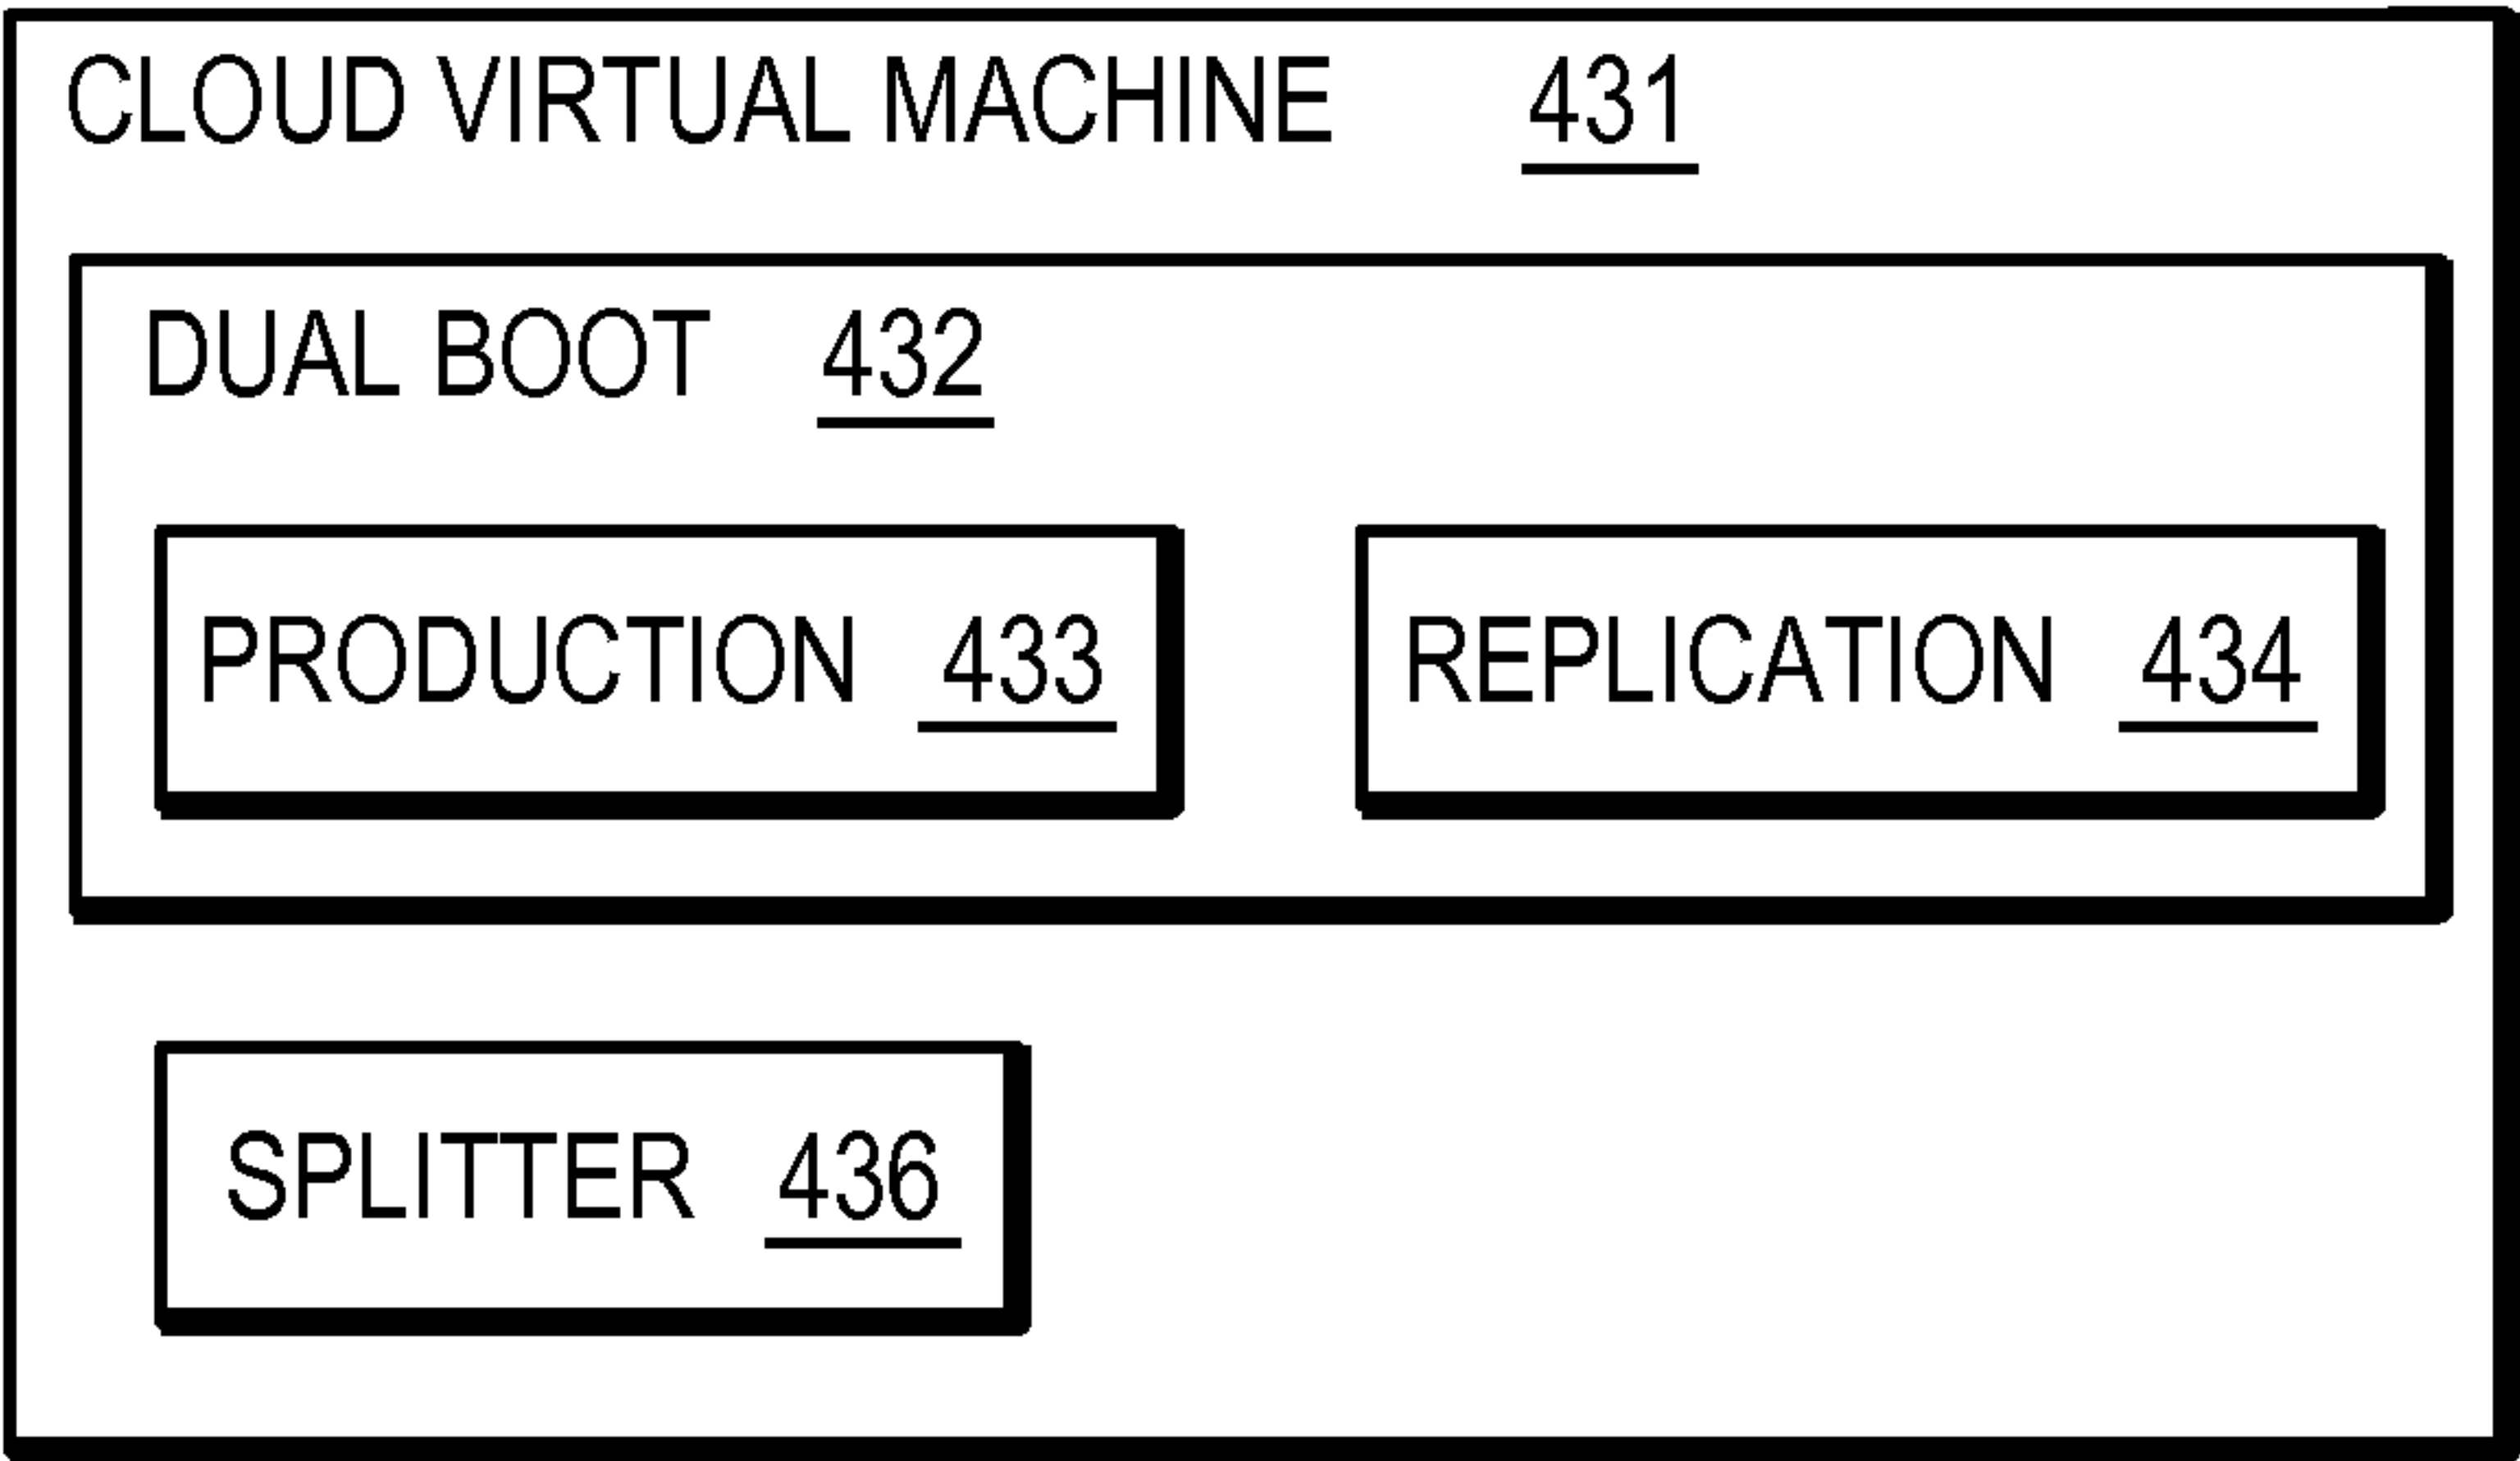 CLOUD VIRTUAL MACHINE 431
DUAL BOOT 432
PRODUCTION 433
REPLICATION 434
SPLITTER 436